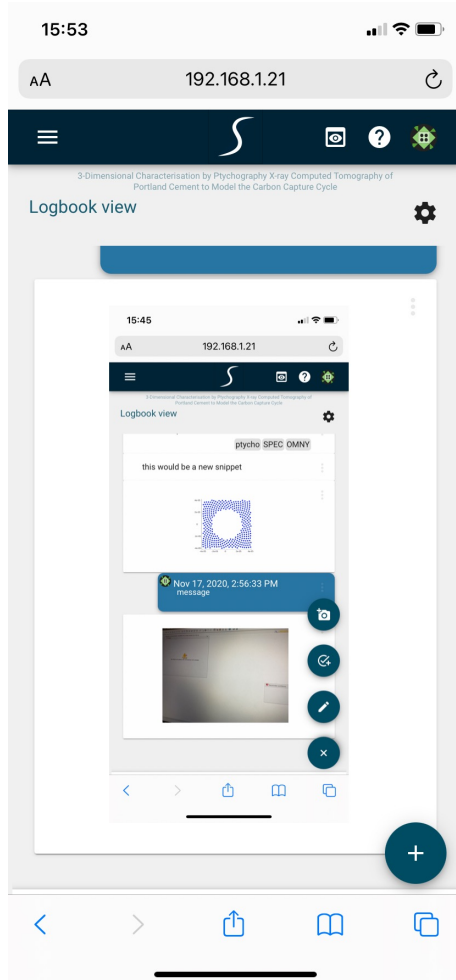 15:53
AA 192.168.1.21
3-Dimensional Characterisation by Ptychography X-ray Computed Tomography of
Portland Cement to Model the Carbon Capture Cycle
Logbook view
15:45
AA 192.168.1.21
3-Dimensional Characterisation by Ptychography X-ray Computed Tomography of
Portland Cement to Model the Carbon Capture Cycle
Logbook view
ptycho SPEC OMNY
this would be a new snippet
Nov 17, 2020, 2:56:33 PM
message